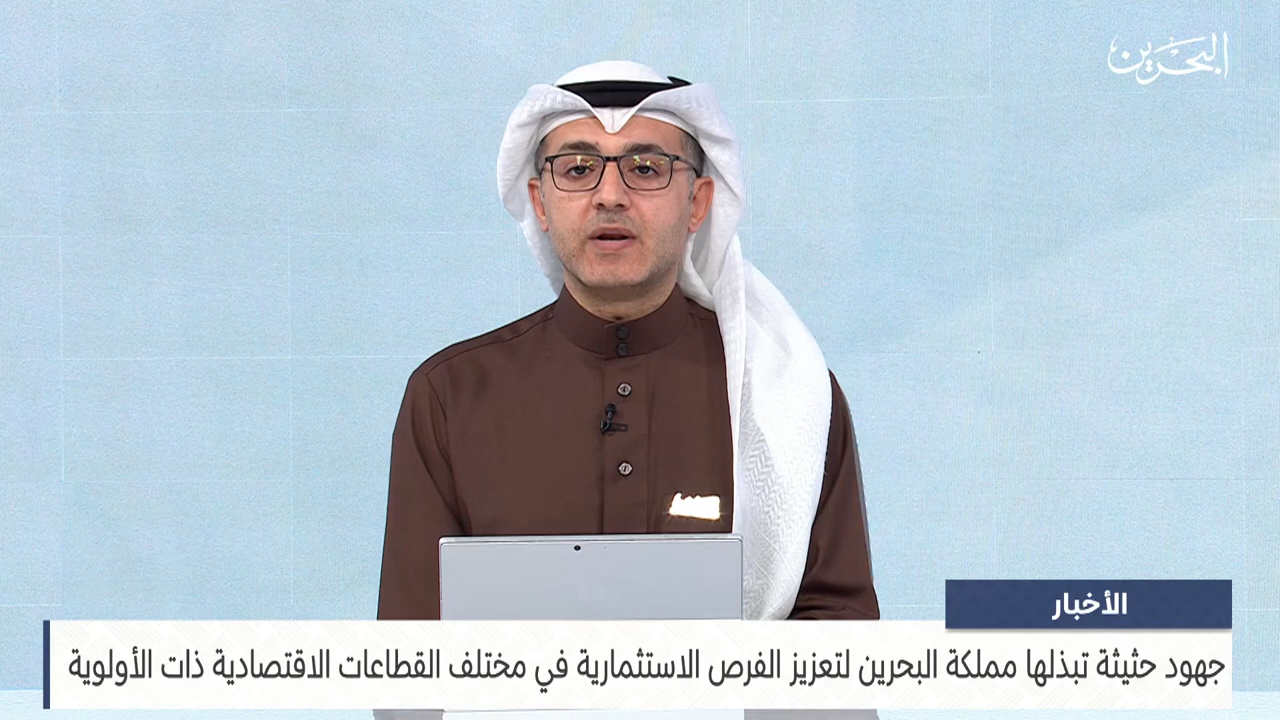 البحرين
الأخبار
جهود حثيثة تبذلها مملكة البحرين لتعزيز الفرص الاستثمارية في مختلف القطاعات الاقتصادية ذات الأولوية